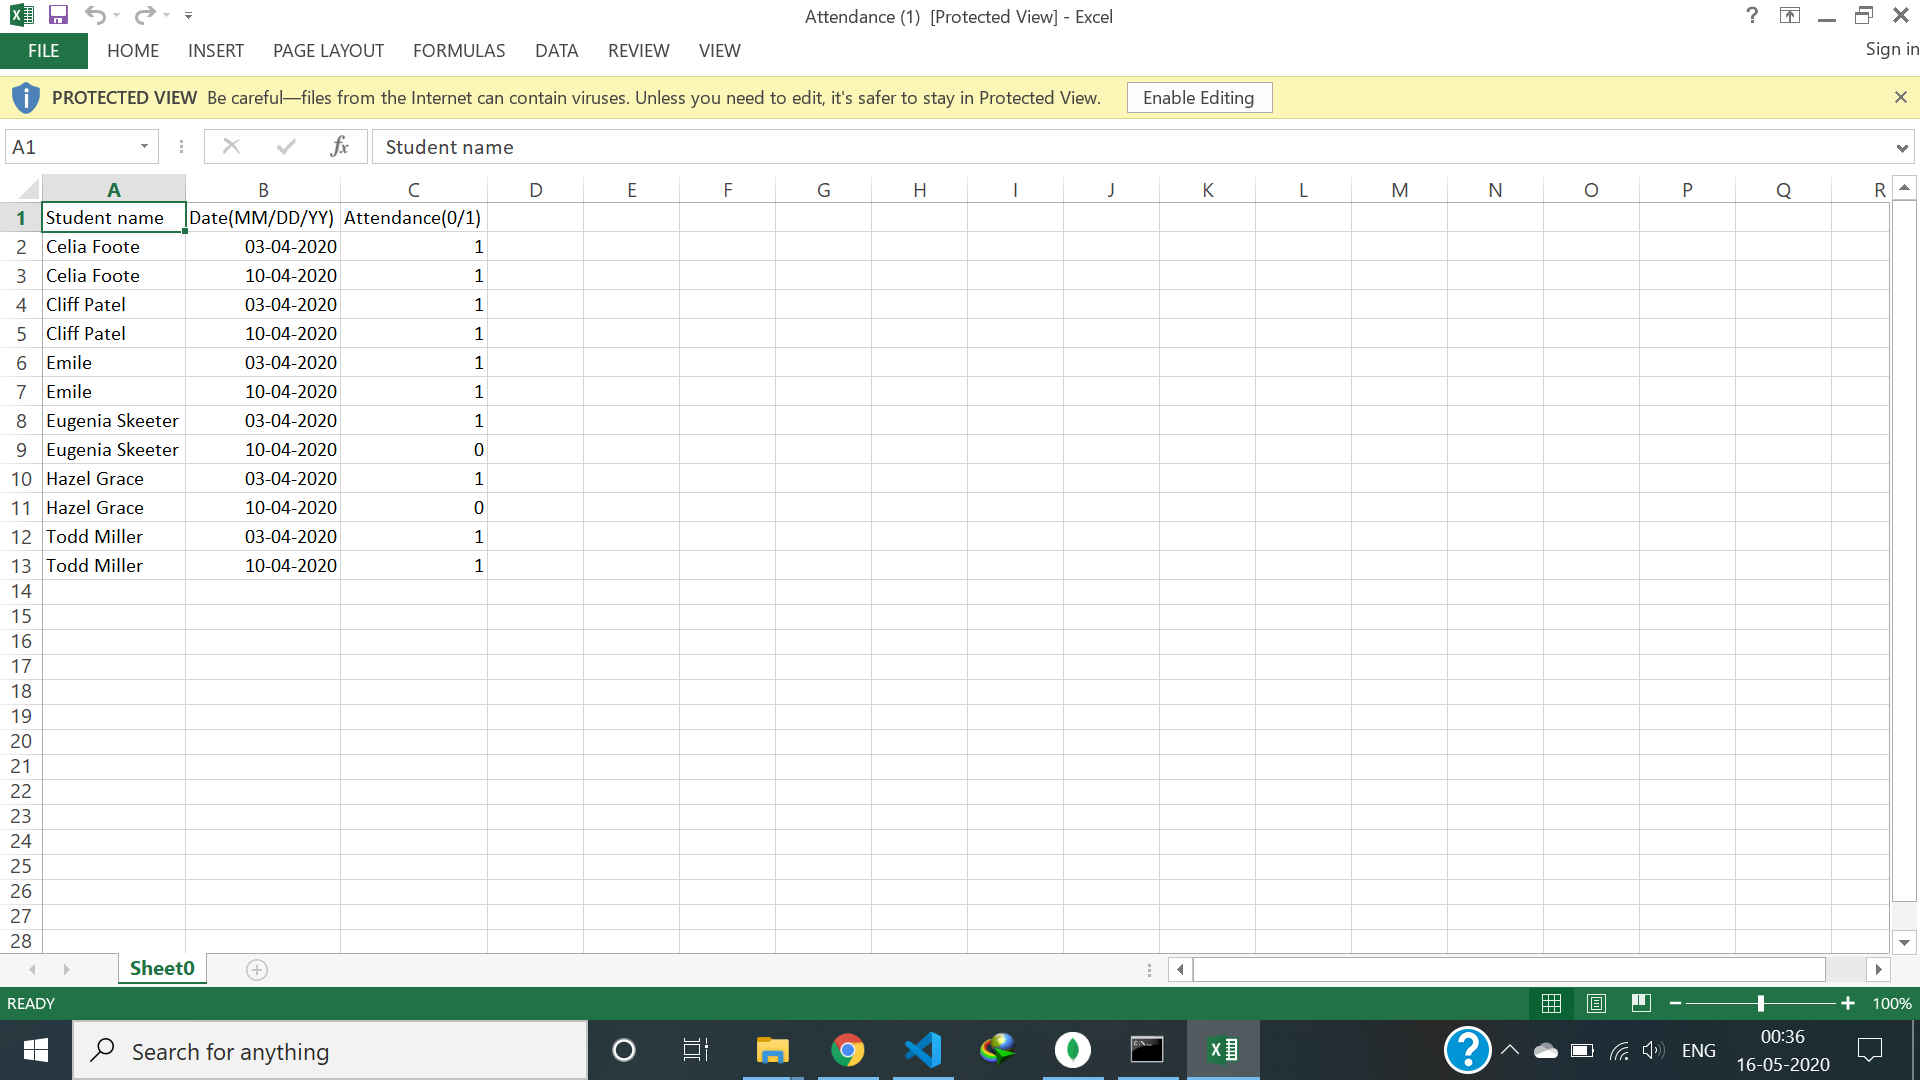 Attendance (1) [Protected View] - Excel
FILE HOME INSERT PAGE LAYOUT FORMULAS DATA REVIEW VIEW Sign in
PROTECTED VIEW Be careful—files from the Internet can contain viruses. Unless you need to edit, it's safer to stay in Protected View. Enable Editing
A1 fx Student name
A B C D E F G H I J K L M N O P Q R
1 Student name Date(MM/DD/YY) Attendance(0/1)
2 Celia Foote 03-04-2020 1
3 Celia Foote 10-04-2020 1
4 Cliff Patel 03-04-2020 1
5 Cliff Patel 10-04-2020 1
6 Emile 03-04-2020 1
7 Emile 10-04-2020 1
8 Eugenia Skeeter 03-04-2020 1
9 Eugenia Skeeter 10-04-2020 0
10 Hazel Grace 03-04-2020 1
11 Hazel Grace 10-04-2020 0
12 Todd Miller 03-04-2020 1
13 Todd Miller 10-04-2020 1
14
15
16
17
18
19
20
21
22
23
24
25
26
27
28
Sheet0
READY 100%
Search for anything ENG 00:36
16-05-2020